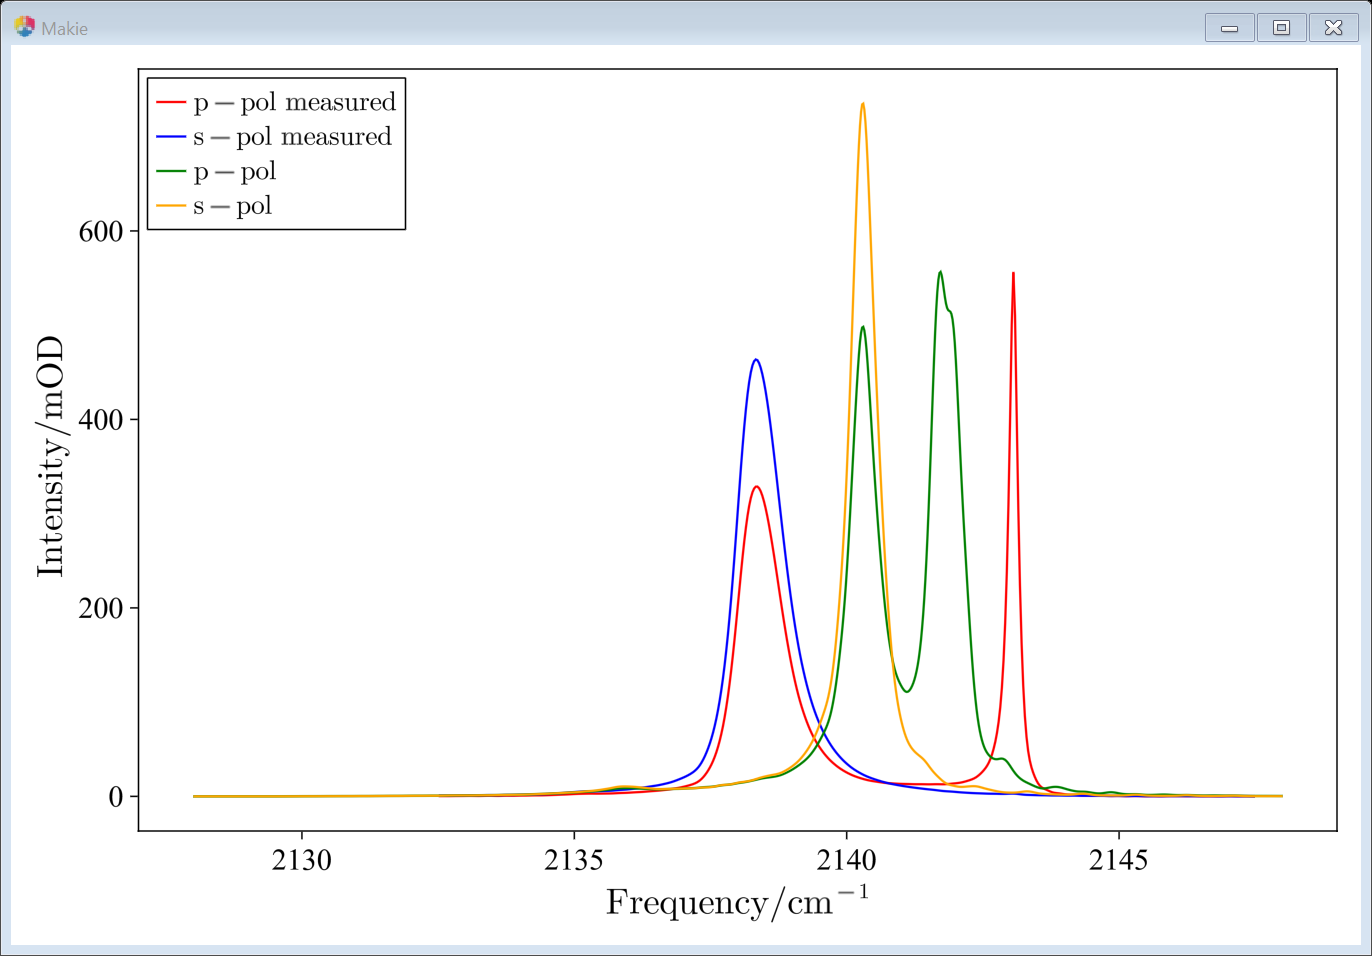 Makie
p − pol measured
s − pol measured
p − pol
s − pol
600
400
200
0
Intensity/mOD
2130 2135 2140 2145
Frequency/cm⁻¹